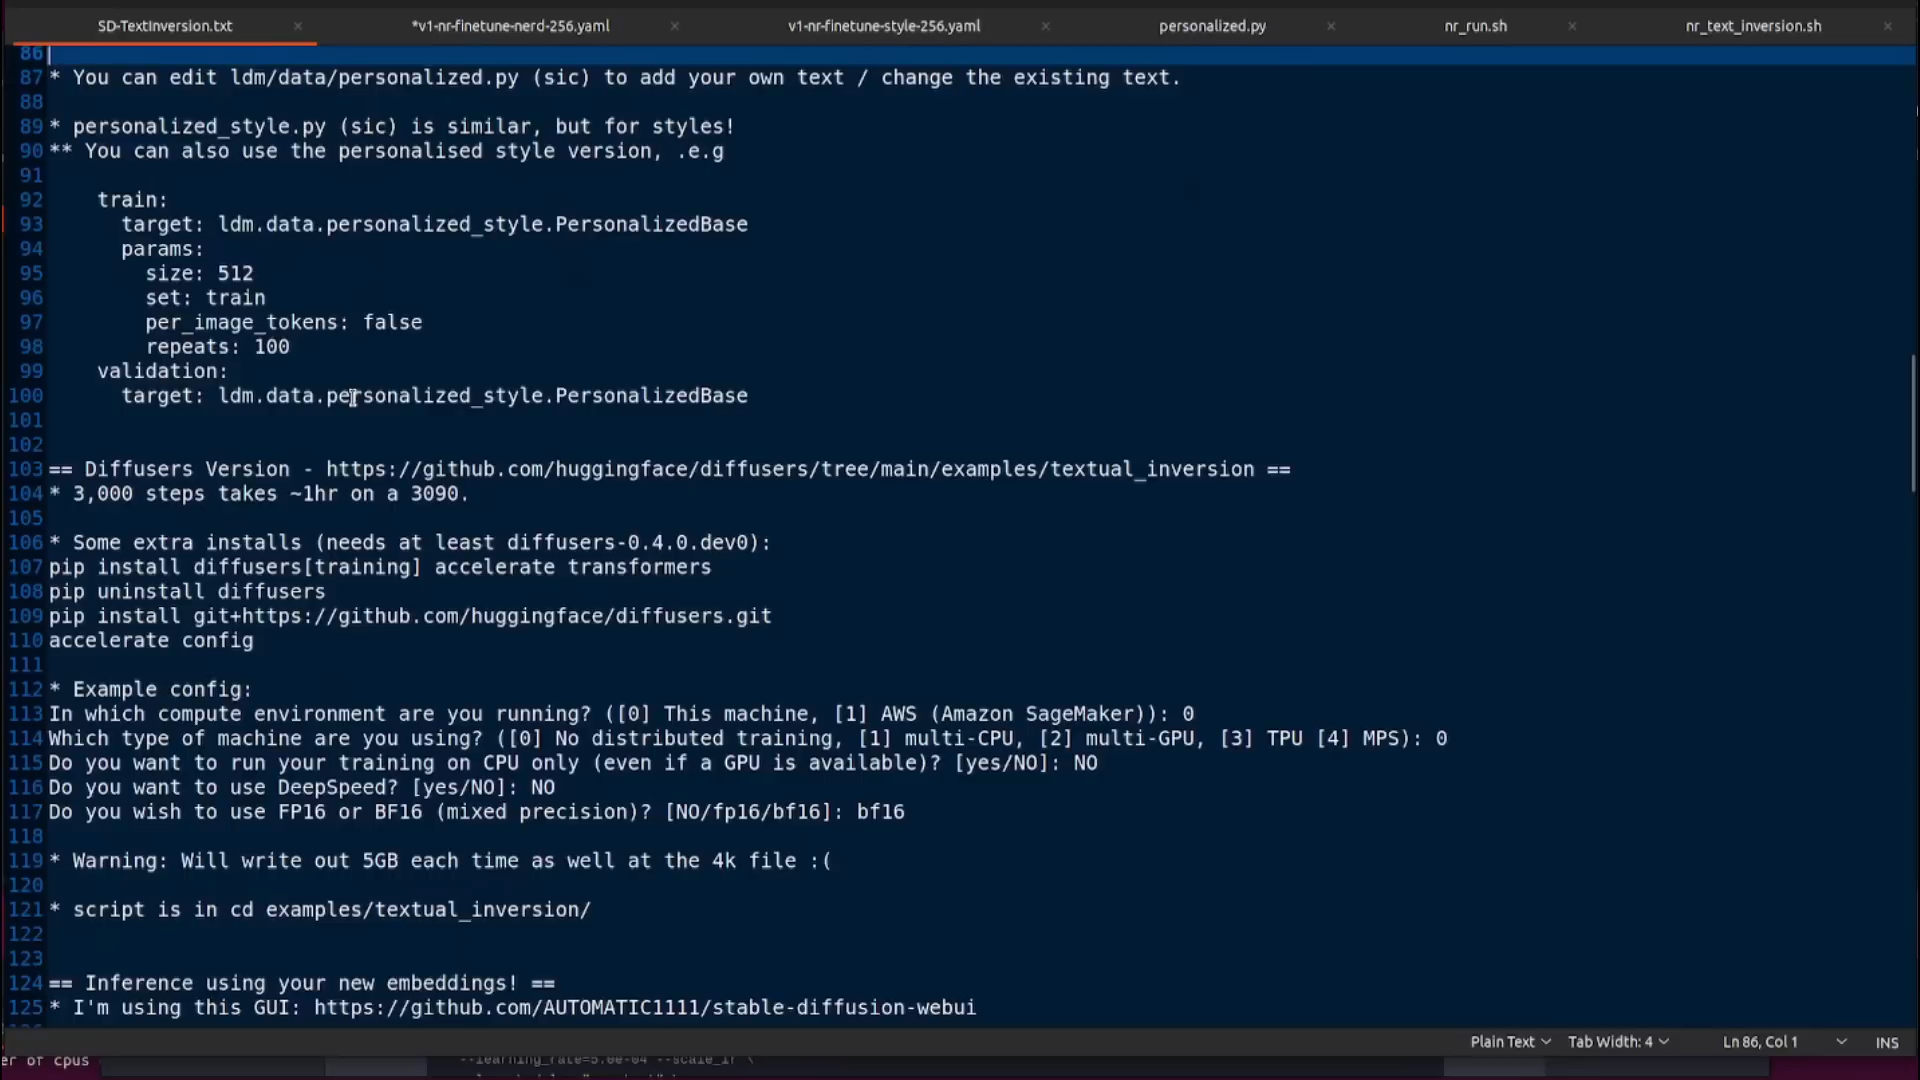 SD-TextInversion.txt
*v1-nr-finetune-nerd-256.yaml
v1-nr-finetune-style-256.yaml
personalized.py
nr_run.sh
nr_text_inversion.sh
86
87 * You can edit ldm/data/personalized.py (sic) to add your own text / change the existing text.
88
89 * personalized_style.py (sic) is similar, but for styles!
90 ** You can also use the personalised style version, .e.g
91
92 train:
93 target: ldm.data.personalized_style.PersonalizedBase
94 params:
95 size: 512
96 set: train
97 per_image_tokens: false
98 repeats: 100
99 validation:
100 target: ldm.data.personalized_style.PersonalizedBase
101
102
103 == Diffusers Version - https://github.com/huggingface/diffusers/tree/main/examples/textual_inversion ==
104 * 3,000 steps takes ~1hr on a 3090.
105
106 * Some extra installs (needs at least diffusers-0.4.0.dev0):
107 pip install diffusers[training] accelerate transformers
108 pip uninstall diffusers
109 pip install git+https://github.com/huggingface/diffusers.git
110 accelerate config
111
112 * Example config:
113 In which compute environment are you running? ([0] This machine, [1] AWS (Amazon SageMaker)): 0
114 Which type of machine are you using? ([0] No distributed training, [1] multi-CPU, [2] multi-GPU, [3] TPU [4] MPS): 0
115 Do you want to run your training on CPU only (even if a GPU is available)? [yes/NO]: NO
116 Do you want to use DeepSpeed? [yes/NO]: NO
117 Do you wish to use FP16 or BF16 (mixed precision)? [NO/fp16/bf16]: bf16
118
119 * Warning: Will write out 5GB each time as well at the 4k file :(
120
121 * script is in cd examples/textual_inversion/
122
123
124 == Inference using your new embeddings! ==
125 * I'm using this GUI: https://github.com/AUTOMATIC1111/stable-diffusion-webui
Plain Text
Tab Width: 4
Ln 86, Col 1
INS
er of cpus
--learning_rate=5.0e-04 --scale_lr \